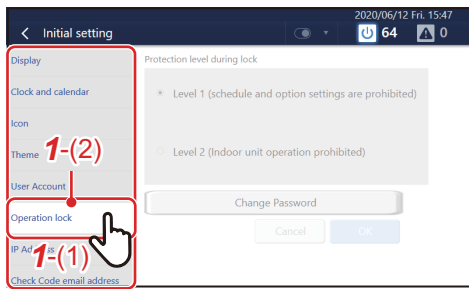 2020/06/12 Fri. 15:47
Initial setting
64
0
Display
Clock and calendar
Icon
Theme
User Account
Operation lock
IP Address
Check Code email address
1-(2)
1-(1)
Protection level during lock
Level 1 (schedule and option settings are prohibited)
Level 2 (Indoor unit operation prohibited)
Change Password
Cancel
OK